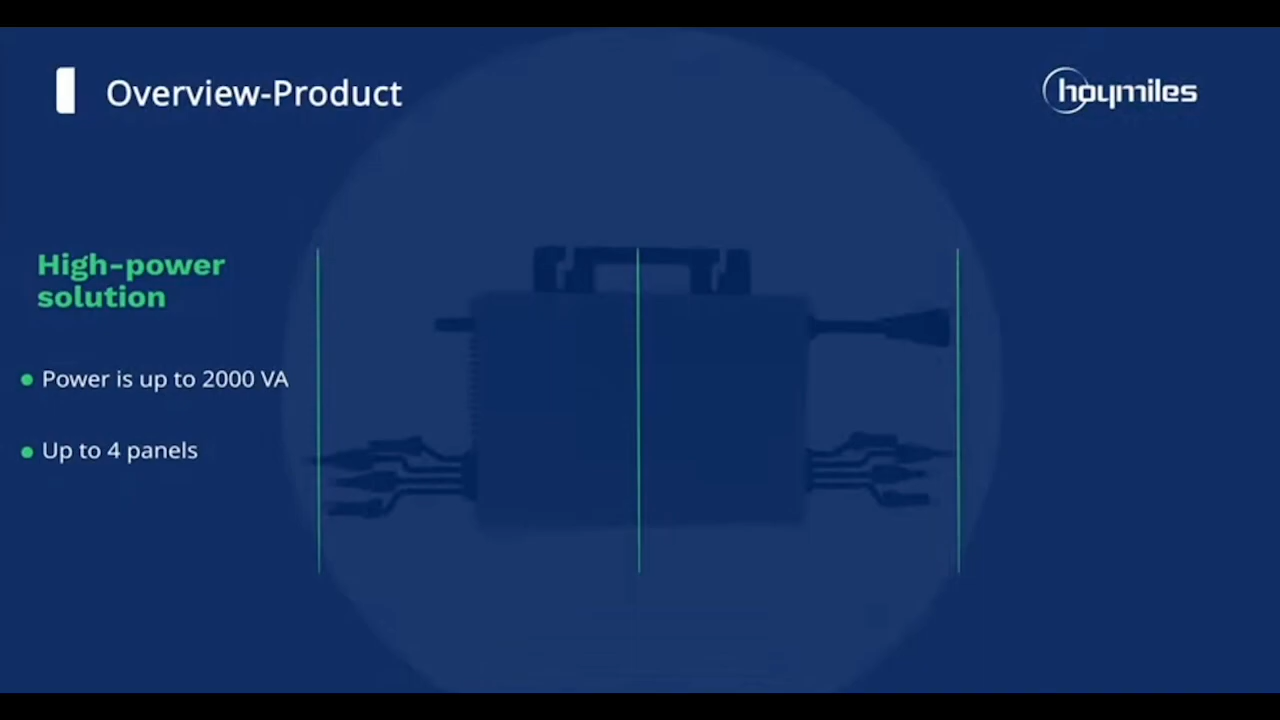 Overview-Product
hoymiles
High-power
solution
Power is up to 2000 VA
Up to 4 panels